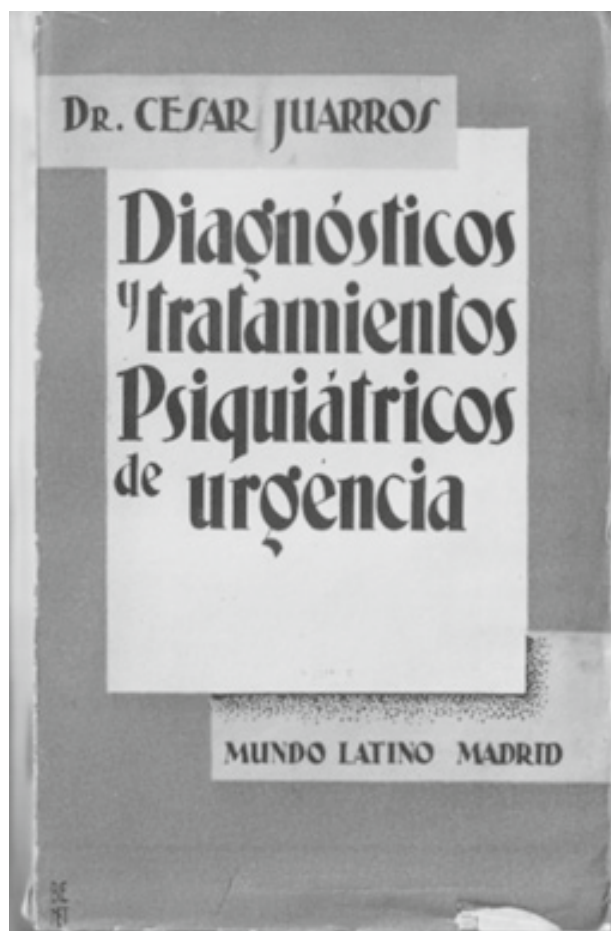 DR. CESAR JUARROS
Diagnósticos
y tratamientos
Psiquiátricos
de urgencia
MUNDO LATINO MADRID